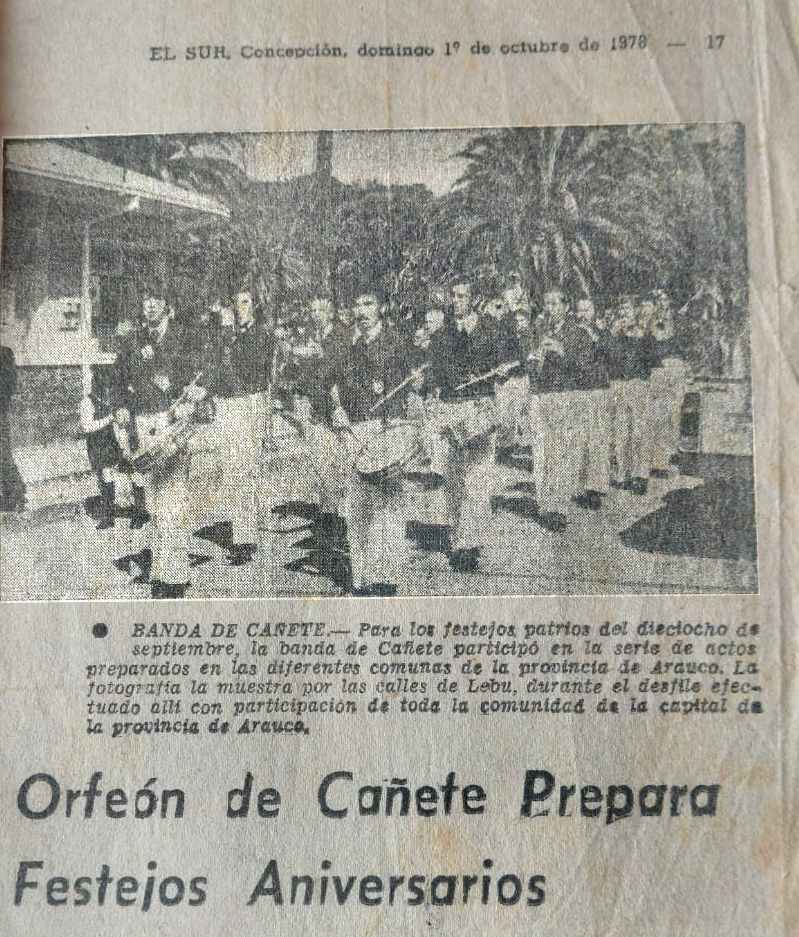 EL SUR, Concepción, domingo 1º de octubre de 1978 — 17
● BANDA DE CAÑETE.— Para los festejos patrios del dieciocho de
septiembre, la banda de Cañete participó en la serie de actos
preparados en las diferentes comunas de la provincia de Arauco. La
fotografía la muestra por las calles de Lebu, durante el desfile efec-
tuado allí con participación de toda la comunidad de la capital de
la provincia de Arauco.
Orfeón de Cañete Prepara
Festejos Aniversarios